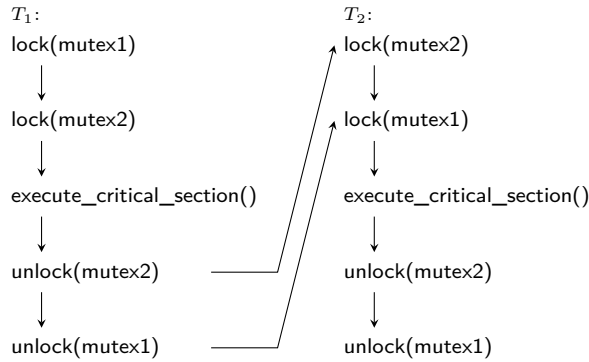 T1:
lock(mutex1)
lock(mutex2)
execute_critical_section()
unlock(mutex2)
unlock(mutex1)
T2:
lock(mutex2)
lock(mutex1)
execute_critical_section()
unlock(mutex2)
unlock(mutex1)